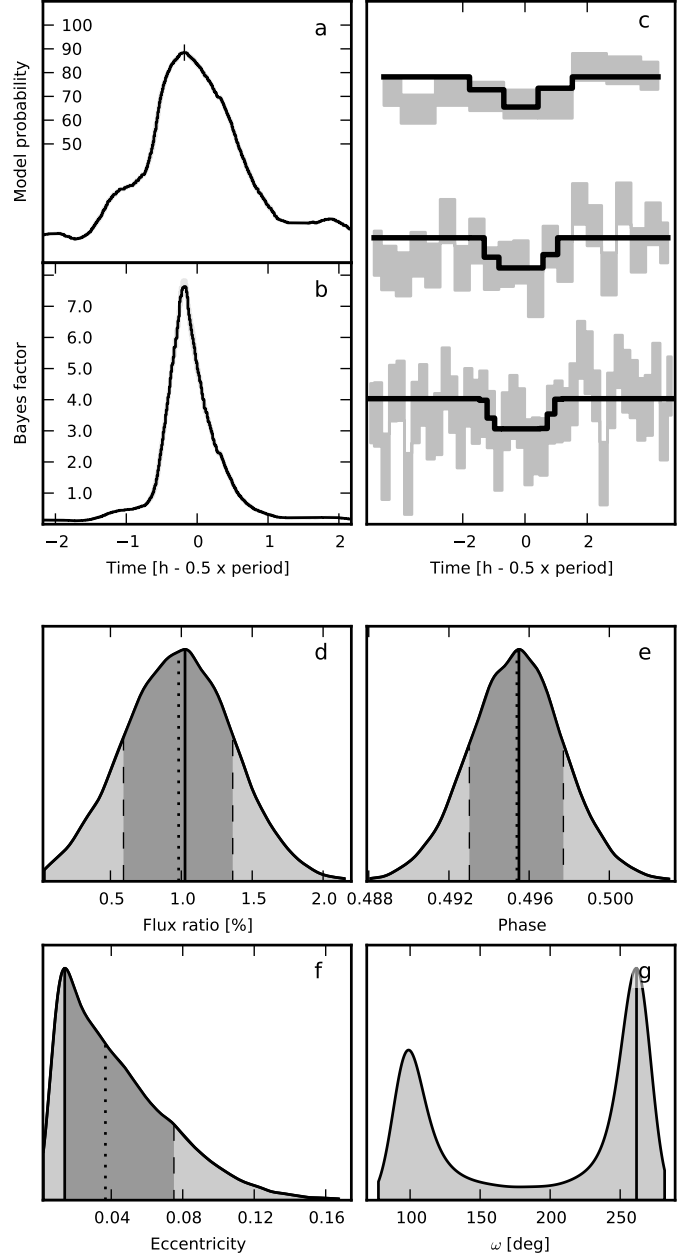 a
100
90
80
70
60
50
Model probability
b
7.0
6.0
5.0
4.0
3.0
2.0
1.0
Bayes factor
−2 −1 0 1 2
Time [h - 0.5 x period]
c
−2 0 2
Time [h - 0.5 x period]
d
0.5 1.0 1.5 2.0
Flux ratio [%]
e
0.488 0.492 0.496 0.500
Phase
f
0.04 0.08 0.12 0.16
Eccentricity
g
100 150 200 250
ω [deg]